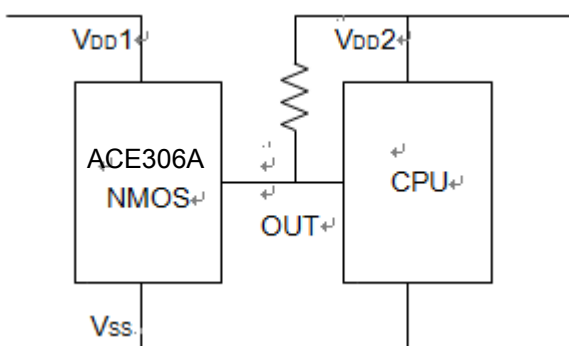 VDD1
VDD2
ACE306A
NMOS
CPU
OUT
Vss